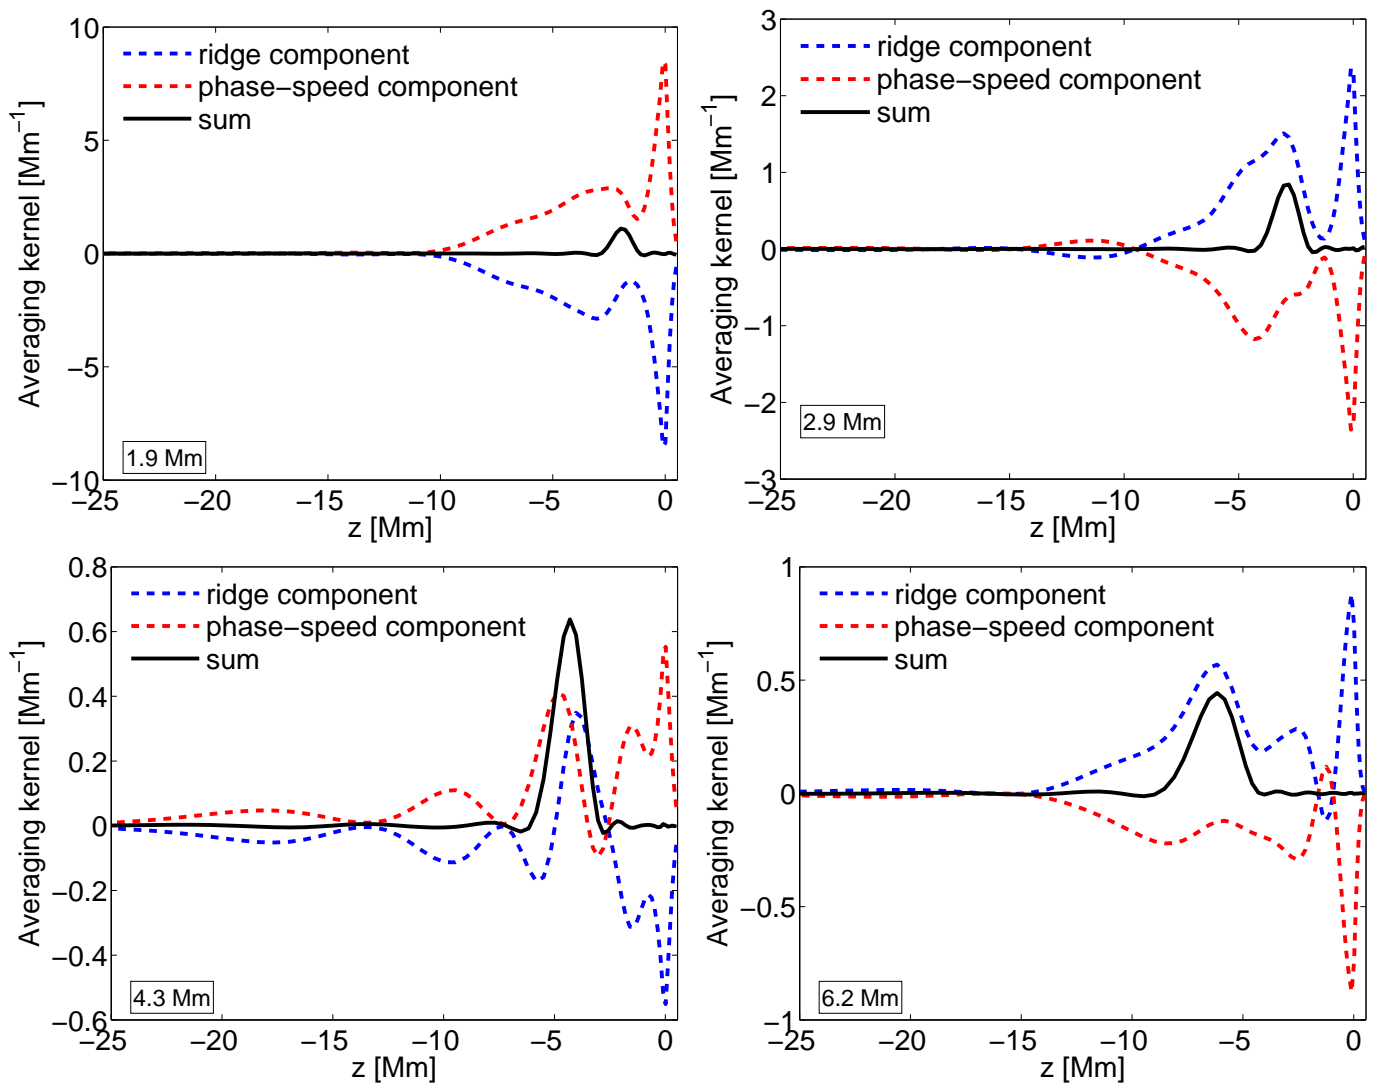 Averaging kernel [Mm−1]
10
5
0
−5
−10
ridge component
phase−speed component
sum
1.9 Mm
−25 −20 −15 −10 −5 0
z [Mm]
Averaging kernel [Mm−1]
3
2
1
0
−1
−2
−3
ridge component
phase−speed component
sum
2.9 Mm
−25 −20 −15 −10 −5 0
z [Mm]
Averaging kernel [Mm−1]
0.8
0.6
0.4
0.2
0
−0.2
−0.4
−0.6
ridge component
phase−speed component
sum
4.3 Mm
−25 −20 −15 −10 −5 0
z [Mm]
Averaging kernel [Mm−1]
1
0.5
0
−0.5
−1
ridge component
phase−speed component
sum
6.2 Mm
−25 −20 −15 −10 −5 0
z [Mm]